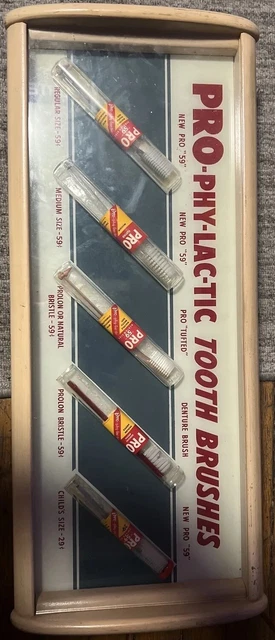 PRO-PHY-LAC-TIC TOOTH BRUSHES
NEW PRO "59"
NEW PRO "59"
PRO "TUFTED"
DENTURE BRUSH
NEW PRO "59"
PRO
PRO
PRO
PRO
PRO
REGULAR SIZE-59¢
MEDIUM SIZE-59¢
PROLON OR NATURAL
BRISTLE-59¢
PROLON BRISTLE-59¢
CHILD'S SIZE-29¢